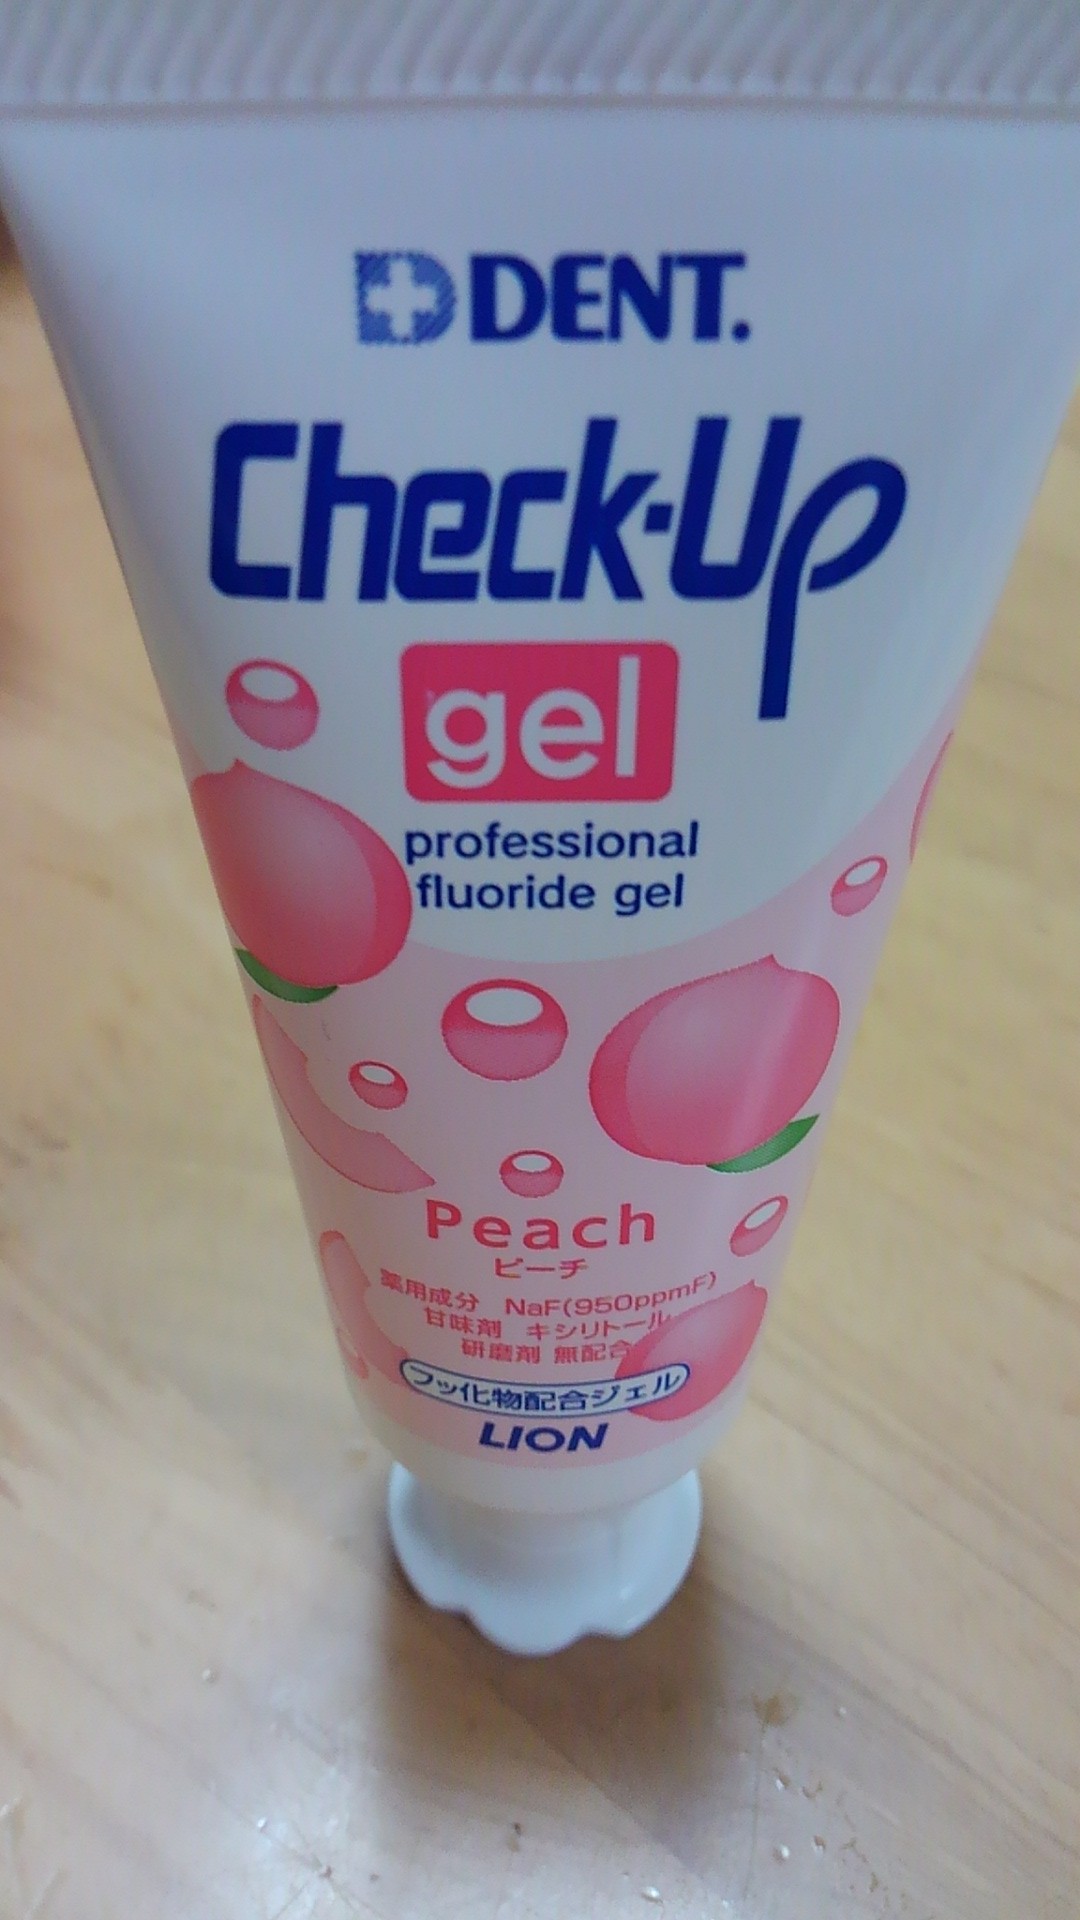 DENT.
Check-Up
gel
professional
fluoride gel
Peach
ピーチ
薬用成分 NaF(950ppmF)
甘味剤 キシリトール
研磨剤 無配合
フッ化物配合ジェル
LION